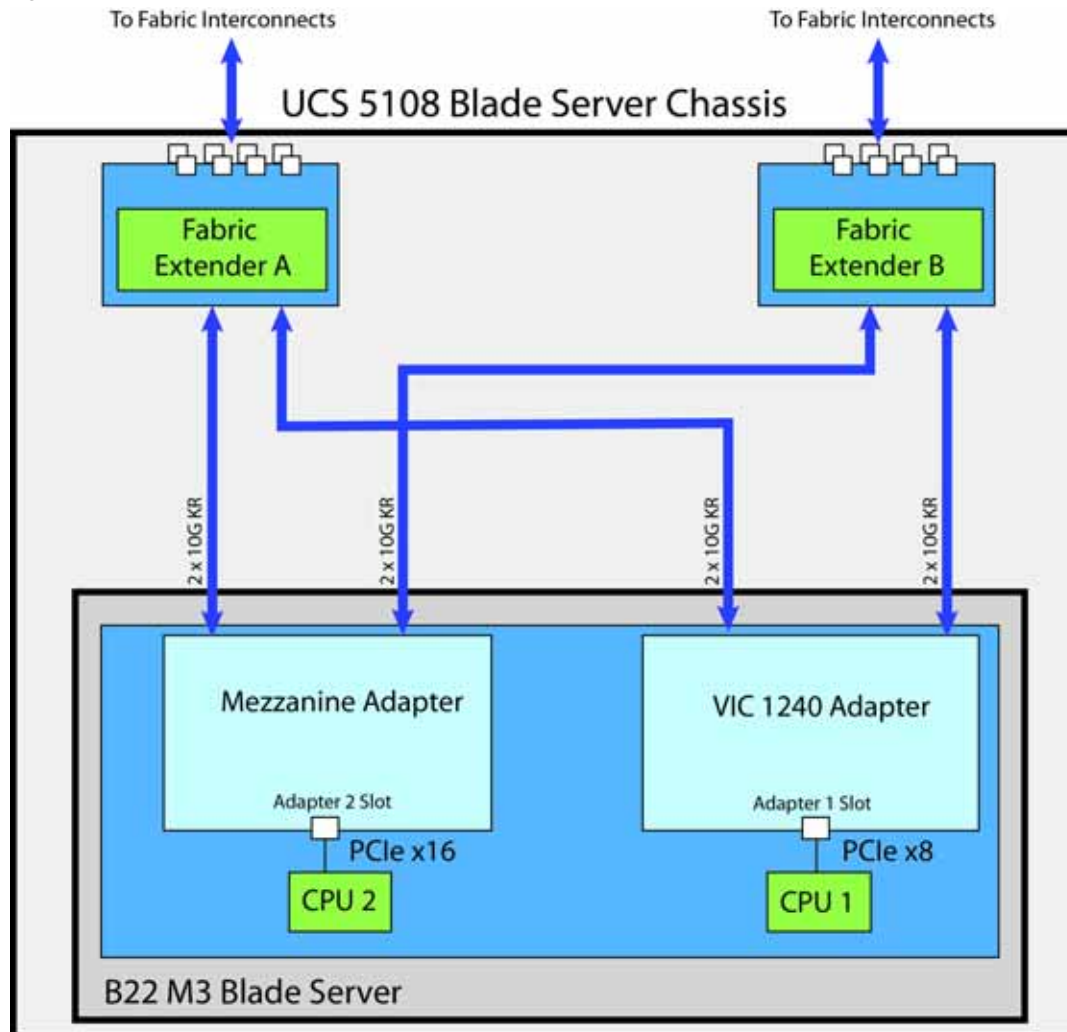 To Fabric Interconnects
To Fabric Interconnects
UCS 5108 Blade Server Chassis
Fabric
Extender A
Fabric
Extender B
2 x 10G KR
2 x 10G KR
2 x 10G KR
2 x 10G KR
Mezzanine Adapter
VIC 1240 Adapter
Adapter 2 Slot
Adapter 1 Slot
PCIe x16
PCIe x8
CPU 2
CPU 1
B22 M3 Blade Server